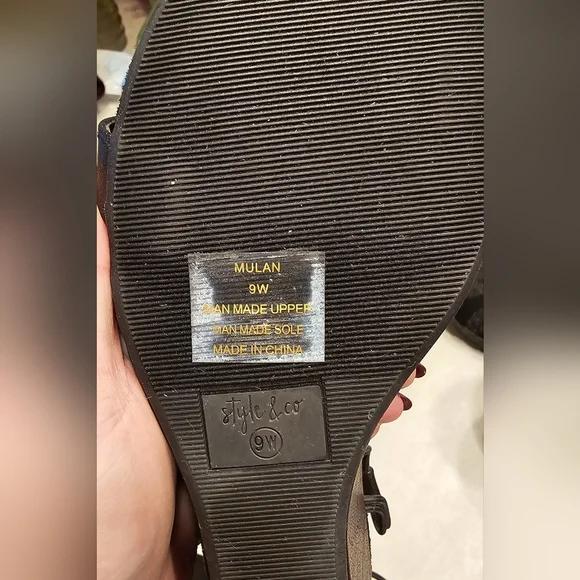 MULAN
9W
MAN MADE UPPER
MAN MADE SOLE
MADE IN CHINA
style & co
9W